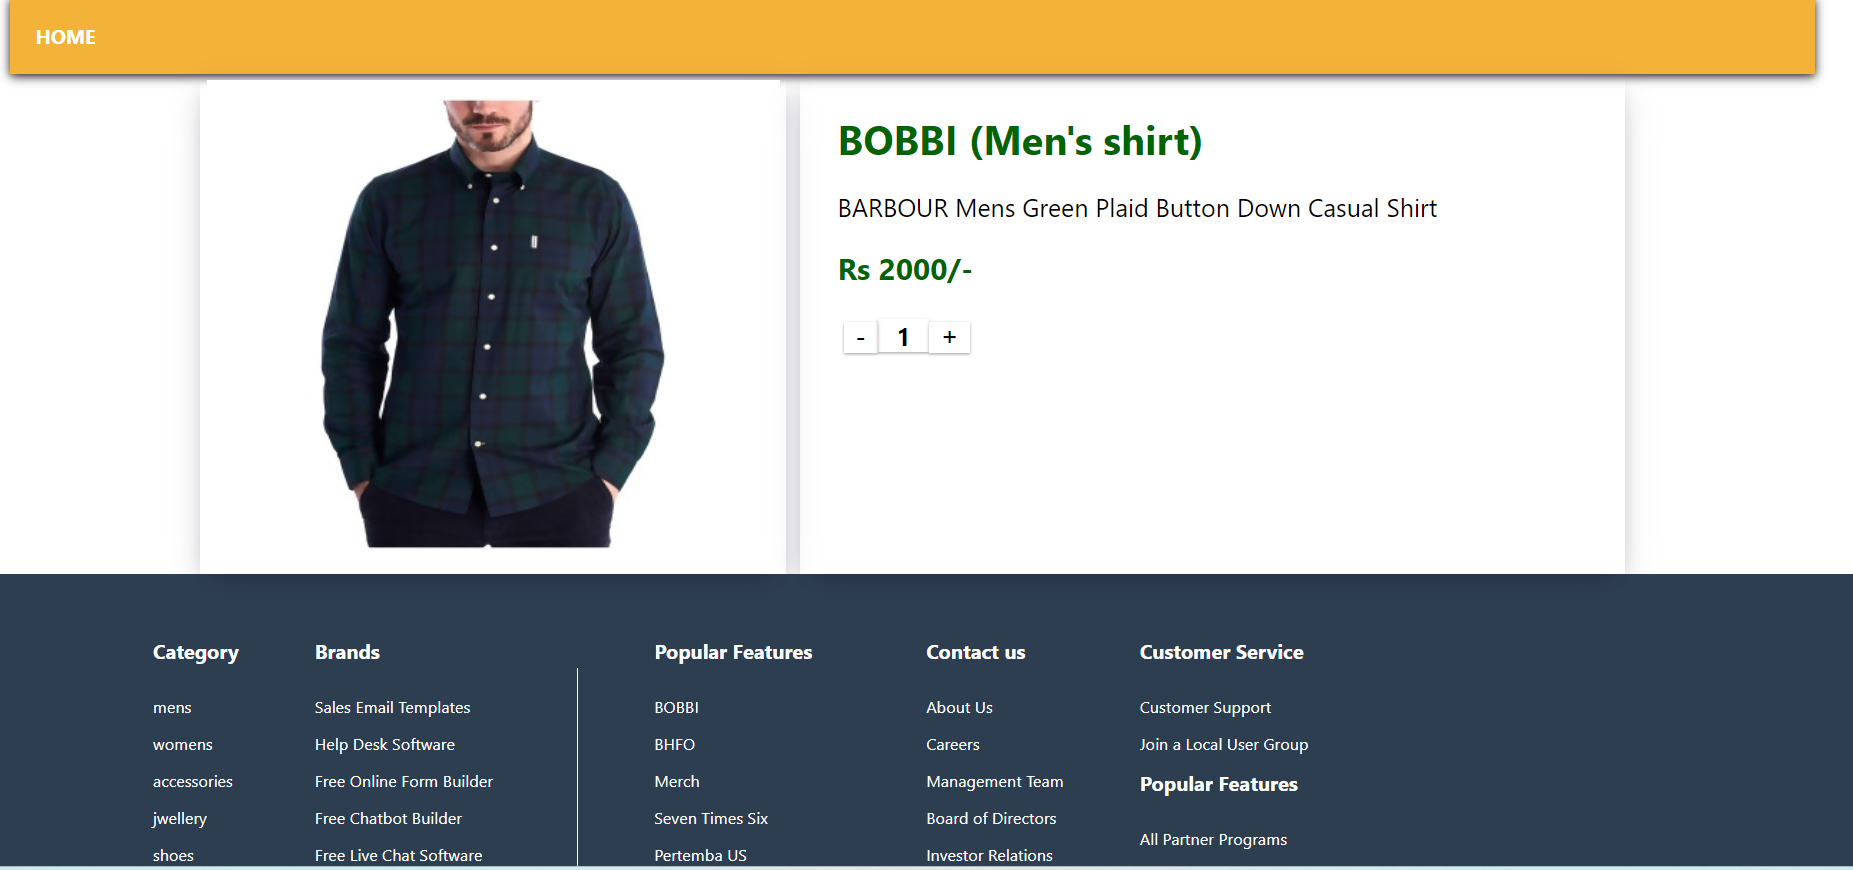 HOME
BOBBI (Men's shirt)
BARBOUR Mens Green Plaid Button Down Casual Shirt
Rs 2000/-
- 1 +
Category
mens
womens
accessories
jwellery
shoes
Brands
Sales Email Templates
Help Desk Software
Free Online Form Builder
Free Chatbot Builder
Free Live Chat Software
Popular Features
BOBBI
BHFO
Merch
Seven Times Six
Pertemba US
Contact us
About Us
Careers
Management Team
Board of Directors
Investor Relations
Customer Service
Customer Support
Join a Local User Group
Popular Features
All Partner Programs